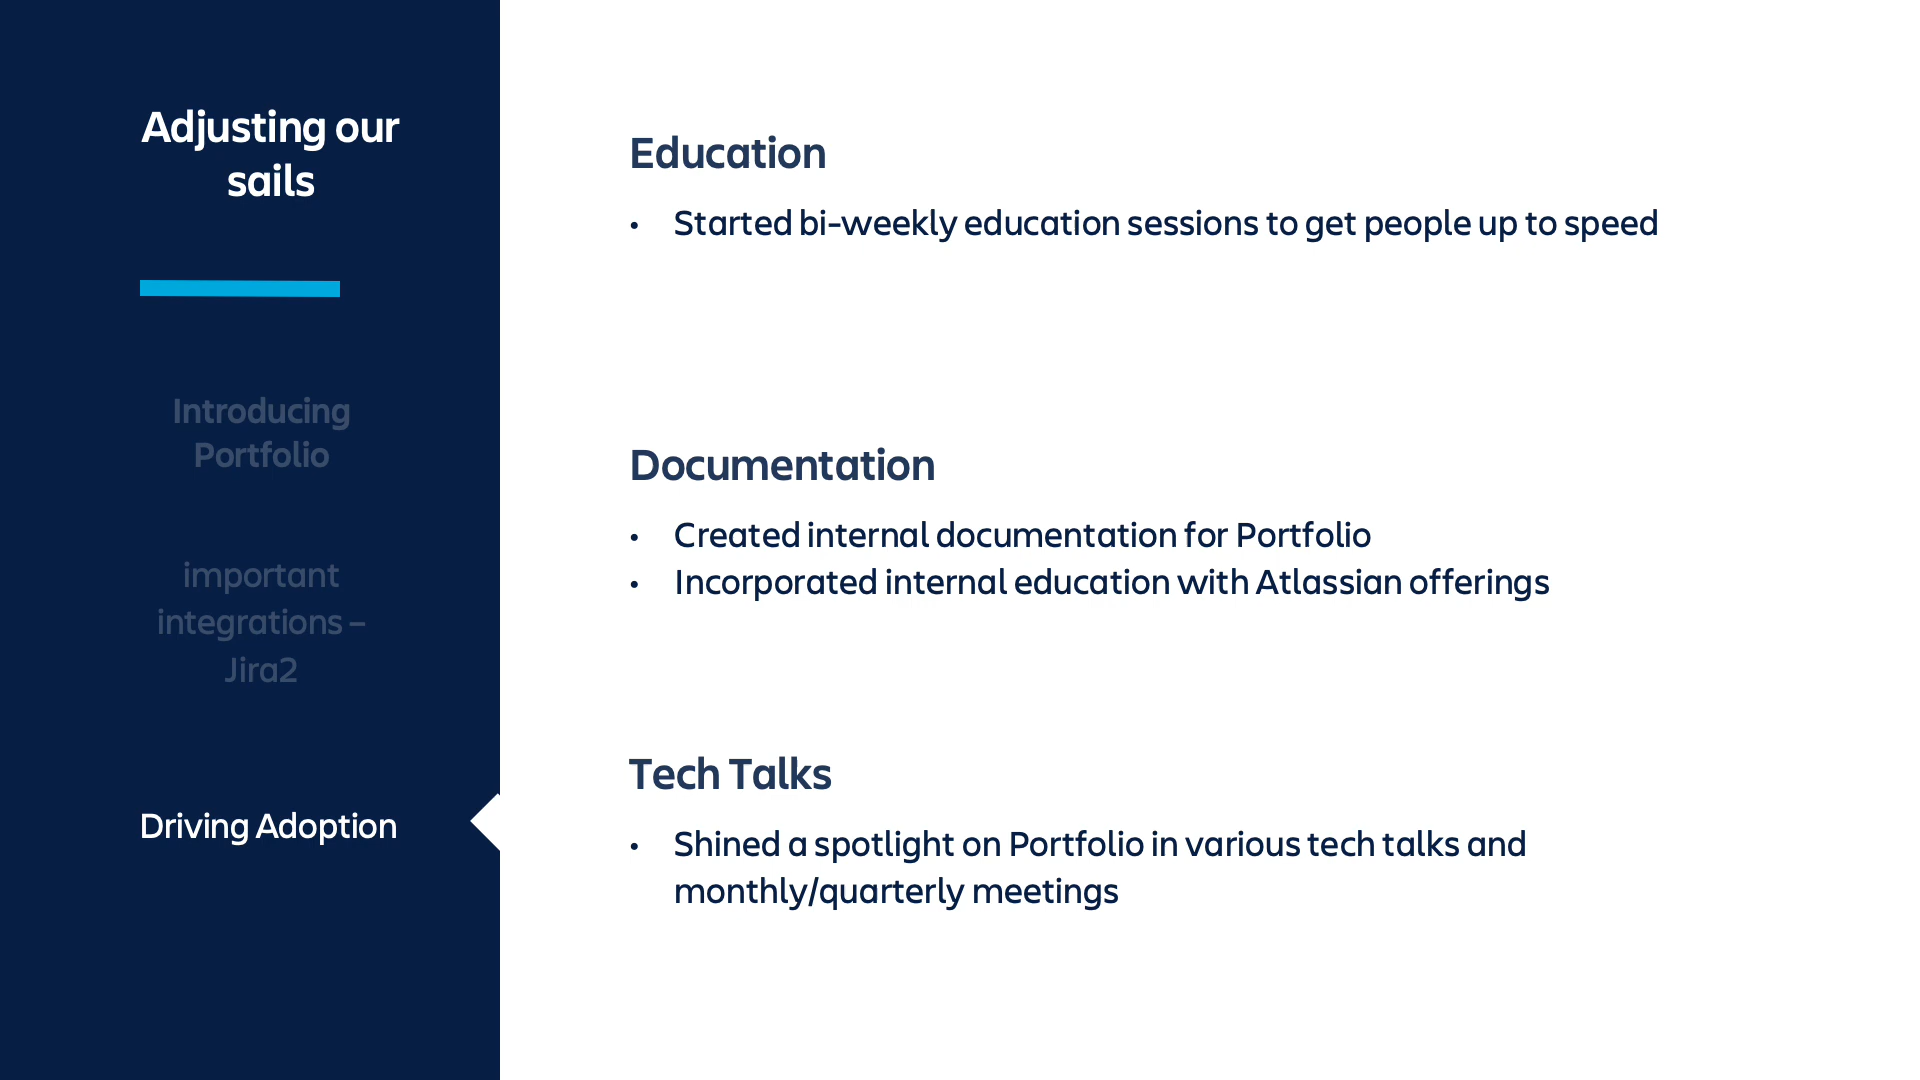 Adjusting our
sails
Introducing
Portfolio
important
integrations –
Jira2
Driving Adoption
Education
• Started bi-weekly education sessions to get people up to speed
Documentation
• Created internal documentation for Portfolio
• Incorporated internal education with Atlassian offerings
Tech Talks
• Shined a spotlight on Portfolio in various tech talks and
monthly/quarterly meetings